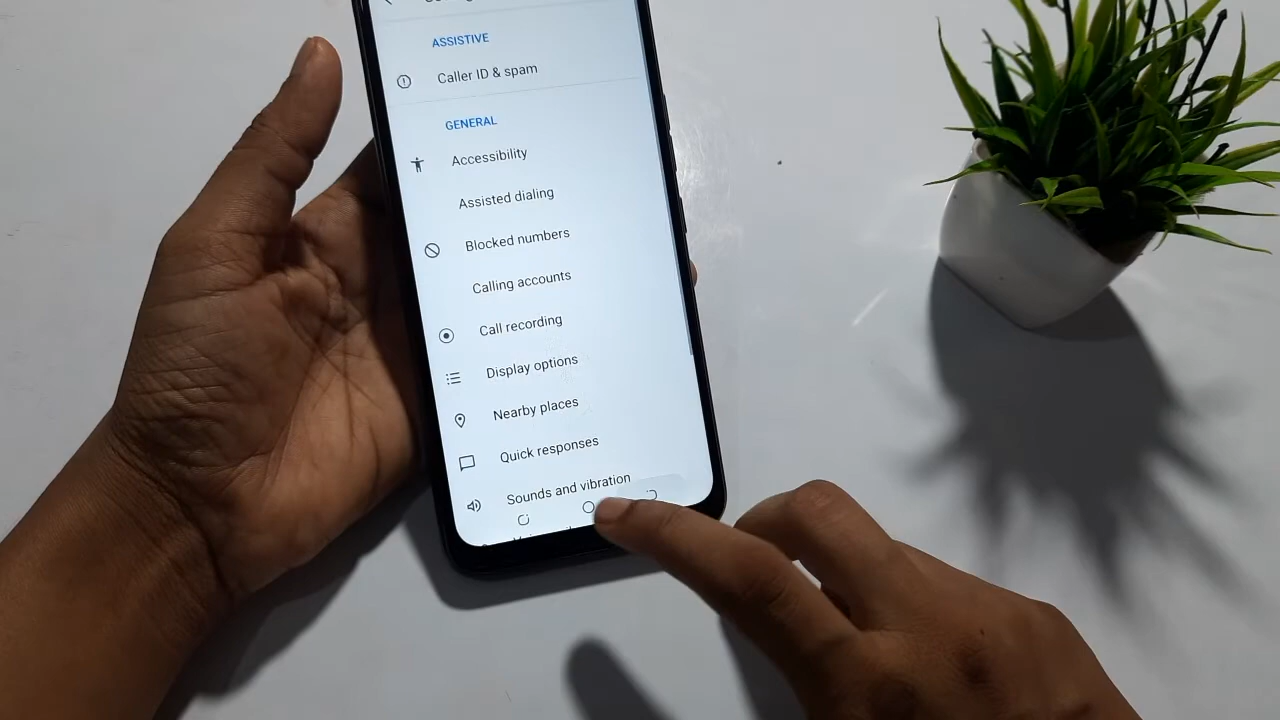 ASSISTIVE
Caller ID & spam
GENERAL
Accessibility
Assisted dialing
Blocked numbers
Calling accounts
Call recording
Display options
Nearby places
Quick responses
Sounds and vibration